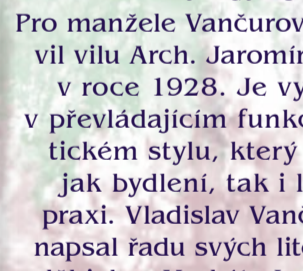 Pro manžele Vančurov
vil vilu Arch. Jaromír
v roce 1928. Je vy
v převládajícím funkc
tickém stylu, který
jak bydlení, tak i l
praxi. Vladislav Vanč
napsal řadu svých lit